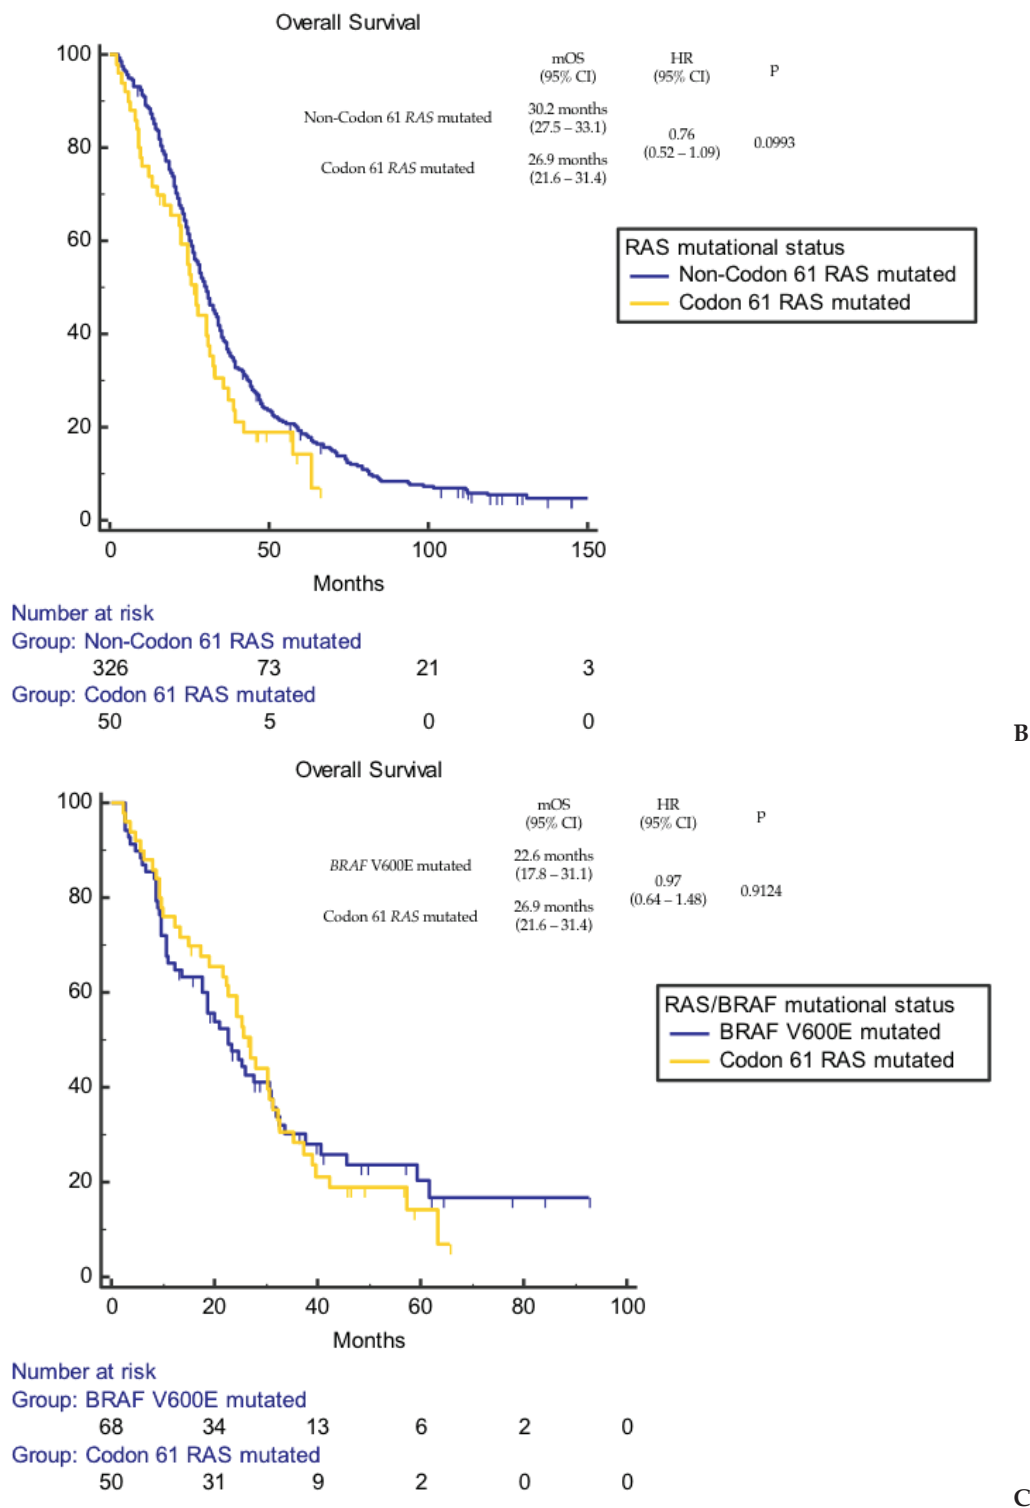 Overall Survival
mOS (95% CI) HR (95% CI) P
Non-Codon 61 RAS mutated 30.2 months (27.5 – 33.1)
0.76 (0.52 – 1.09) 0.0993
Codon 61 RAS mutated 26.9 months (21.6 – 31.4)
100
80
60
40
20
0
RAS mutational status
Non-Codon 61 RAS mutated
Codon 61 RAS mutated
0 50 100 150
Months
Number at risk
Group: Non-Codon 61 RAS mutated
326 73 21 3
Group: Codon 61 RAS mutated
50 5 0 0
B
Overall Survival
mOS (95% CI) HR (95% CI) P
BRAF V600E mutated 22.6 months (17.8 – 31.1)
0.97 (0.64 – 1.48) 0.9124
Codon 61 RAS mutated 26.9 months (21.6 – 31.4)
100
80
60
40
20
0
RAS/BRAF mutational status
BRAF V600E mutated
Codon 61 RAS mutated
0 20 40 60 80 100
Months
Number at risk
Group: BRAF V600E mutated
68 34 13 6 2 0
Group: Codon 61 RAS mutated
50 31 9 2 0 0
C